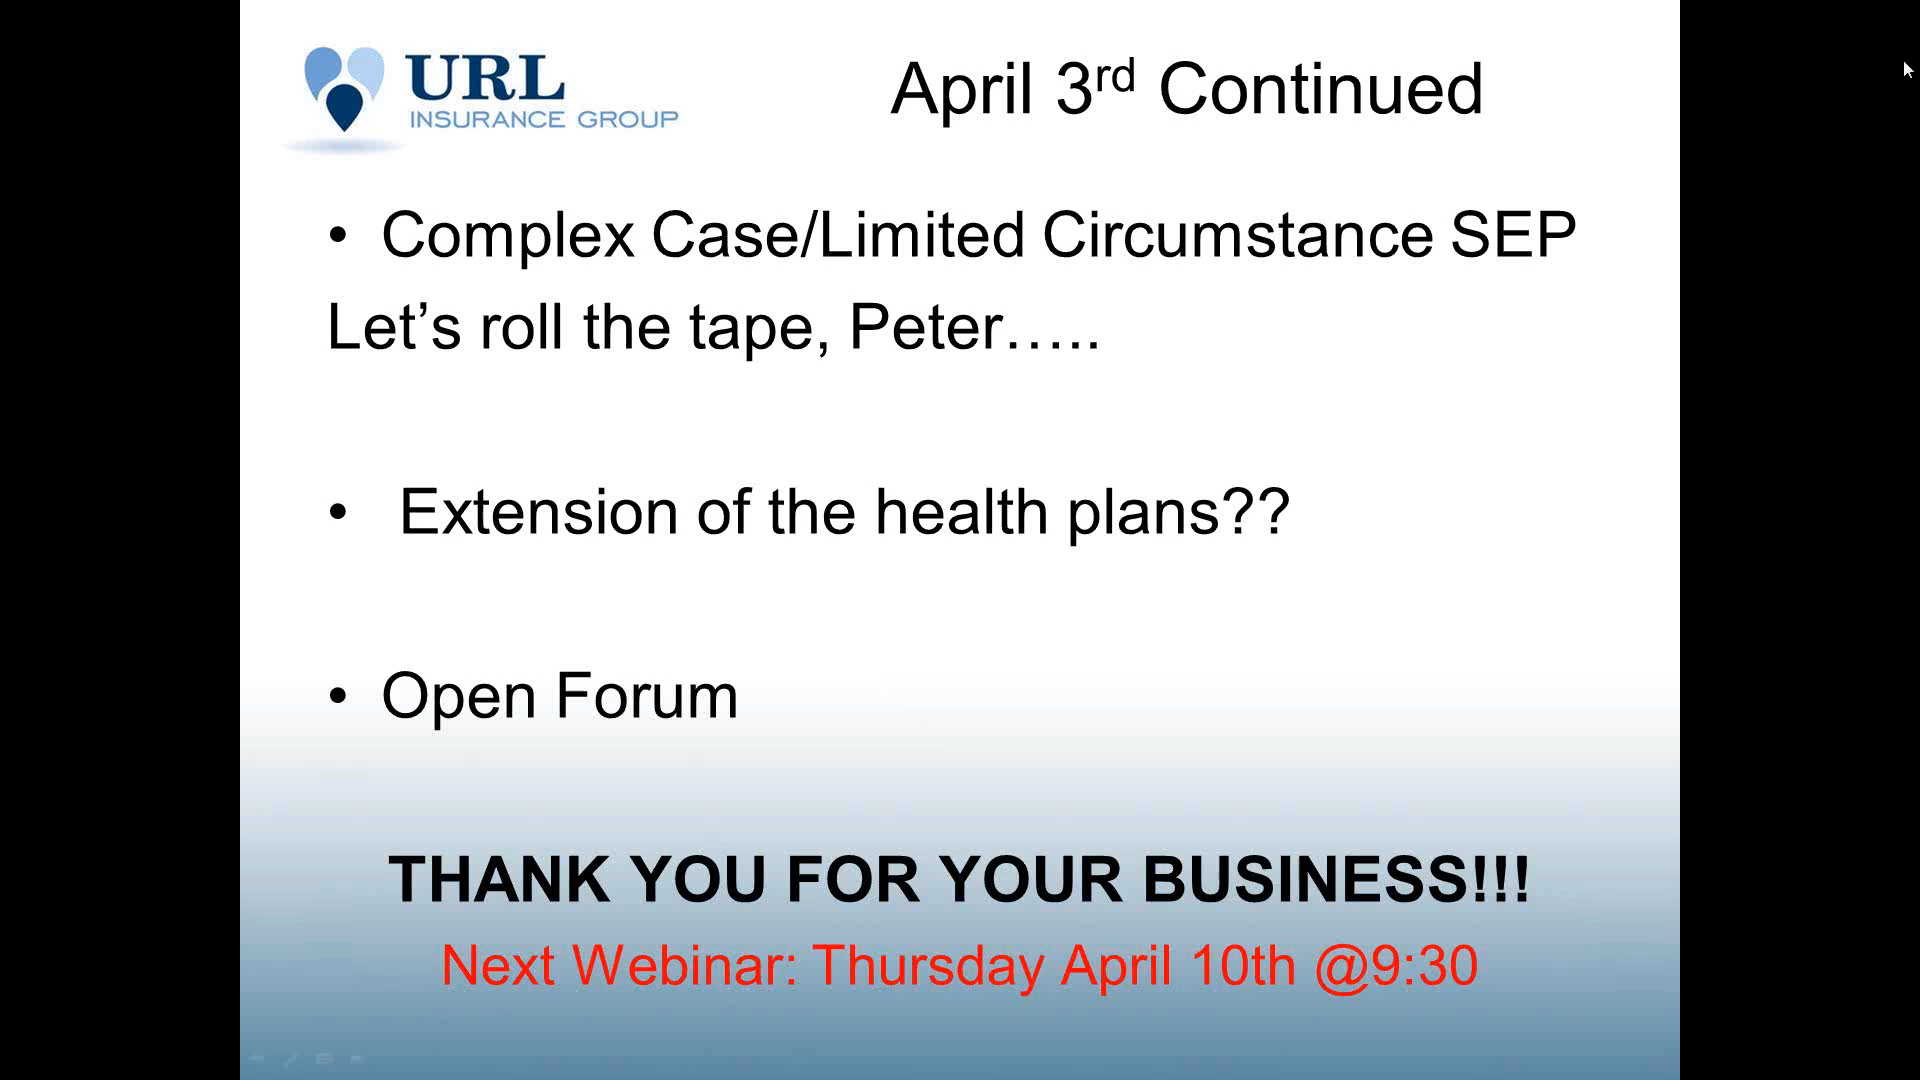 URL
INSURANCE GROUP
April 3rd Continued
• Complex Case/Limited Circumstance SEP
Let’s roll the tape, Peter…..
• Extension of the health plans??
• Open Forum
THANK YOU FOR YOUR BUSINESS!!!
Next Webinar: Thursday April 10th @9:30